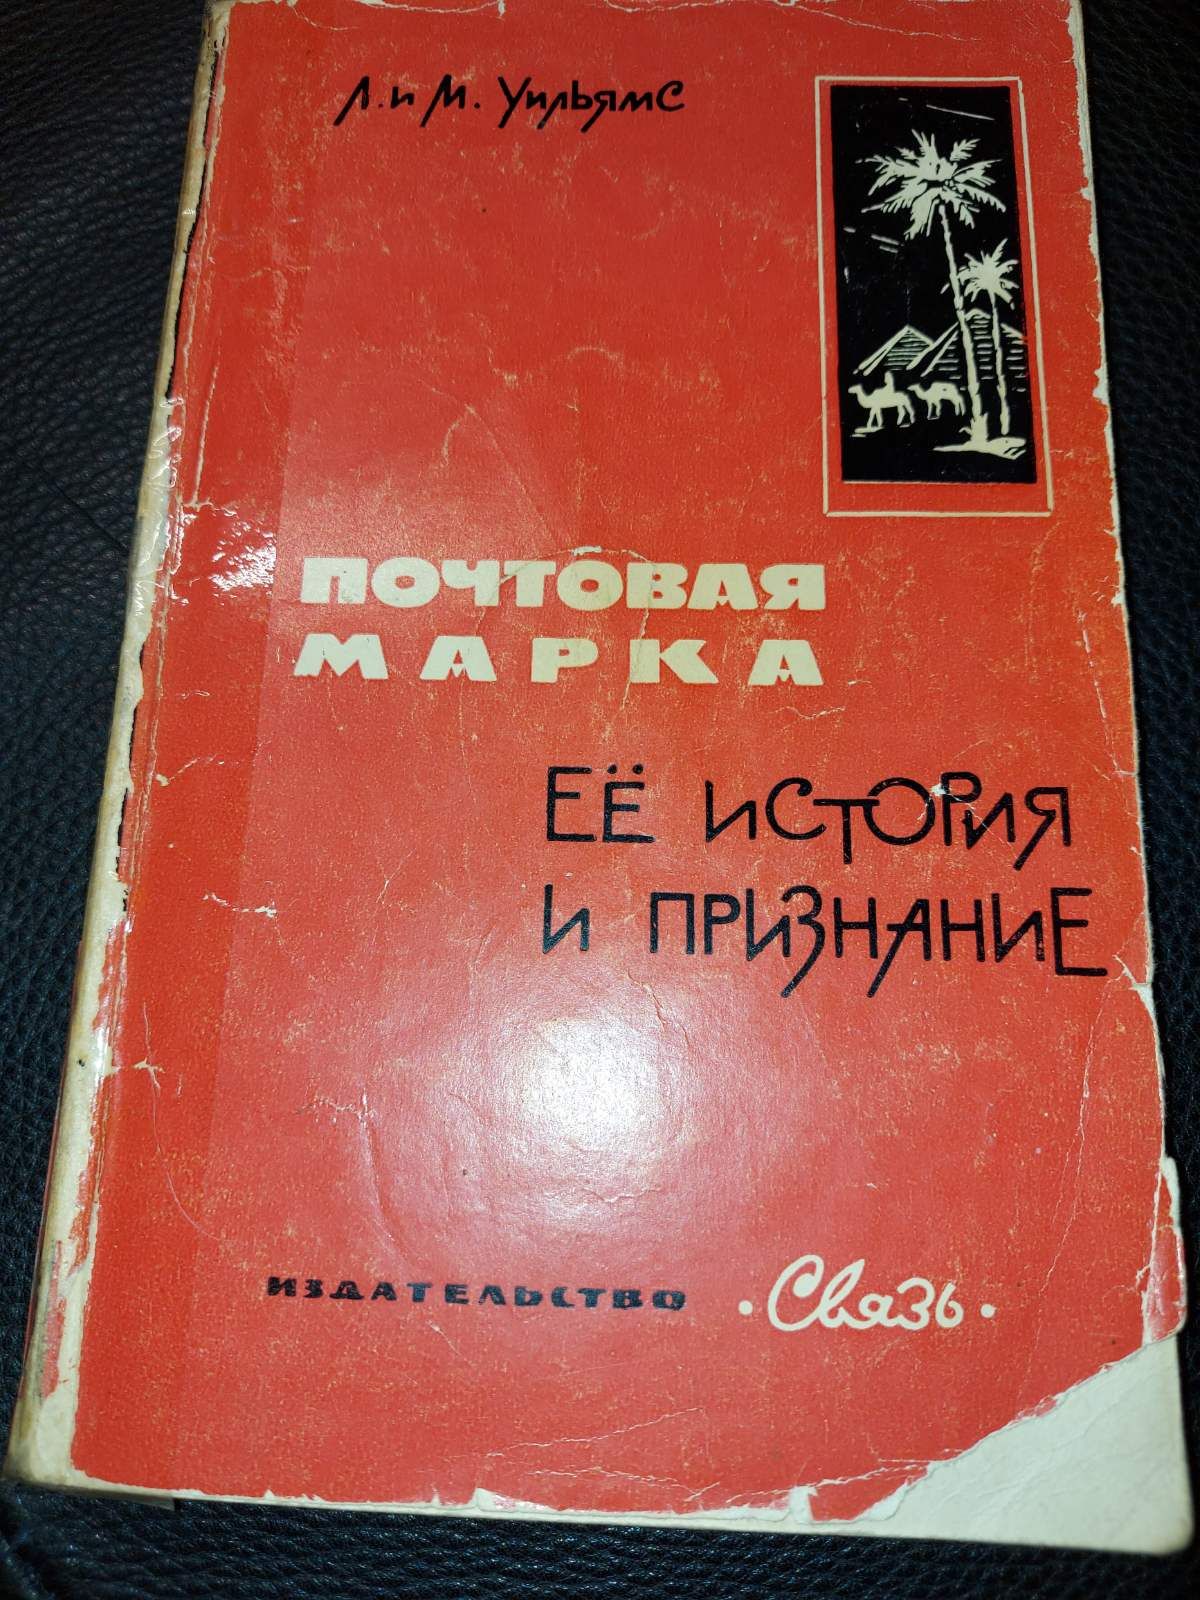 Л. и М. Уильямс
ПОЧТОВАЯ
МАРКА
ЕЁ ИСТОРИЯ
И ПРИЗНАНИЕ
ИЗДАТЕЛЬСТВО • Связь •